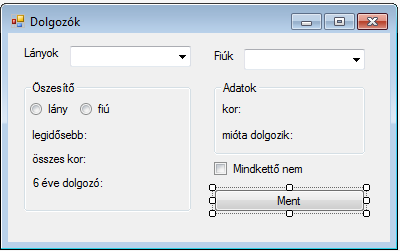 Dolgozók
Lányok
Fiúk
Öszesítő
lány fiú
legidősebb:
összes kor:
6 éve dolgozó:
Adatok
kor:
mióta dolgozik:
Mindkettő nem
Ment